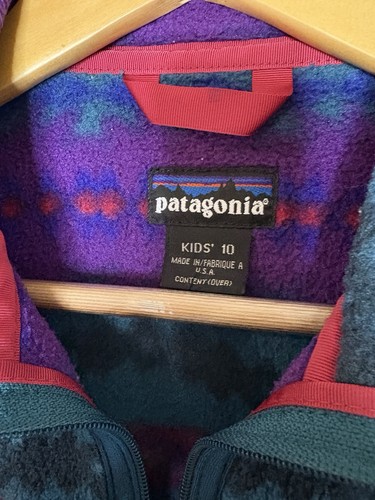 patagonia®
KIDS' 10
MADE IN/FABRIQUE A
U.S.A.
CONTENT (OVER)